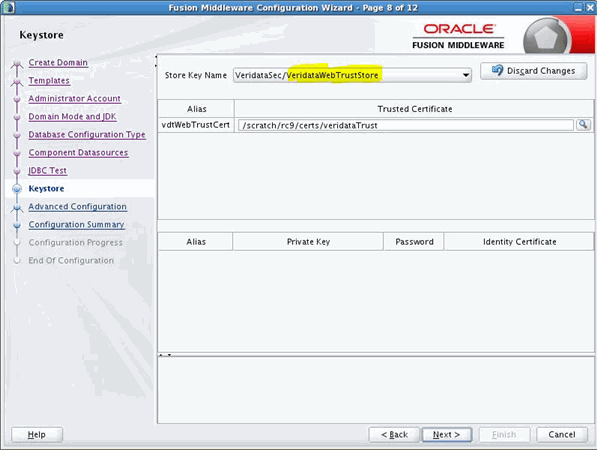 Fusion Middleware Configuration Wizard - Page 8 of 12
Keystore
ORACLE
FUSION MIDDLEWARE
Create Domain
Templates
Administrator Account
Domain Mode and JDK
Database Configuration Type
Component Datasources
JDBC Test
Keystore
Advanced Configuration
Configuration Summary
Configuration Progress
End Of Configuration
Store Key Name VeridataSec/VeridataWebTrustStore Discard Changes
Alias Trusted Certificate
vdtWebTrustCert /scratch/rc9/certs/veridataTrust
Alias Private Key Password Identity Certificate
Help < Back Next > Finish Cancel